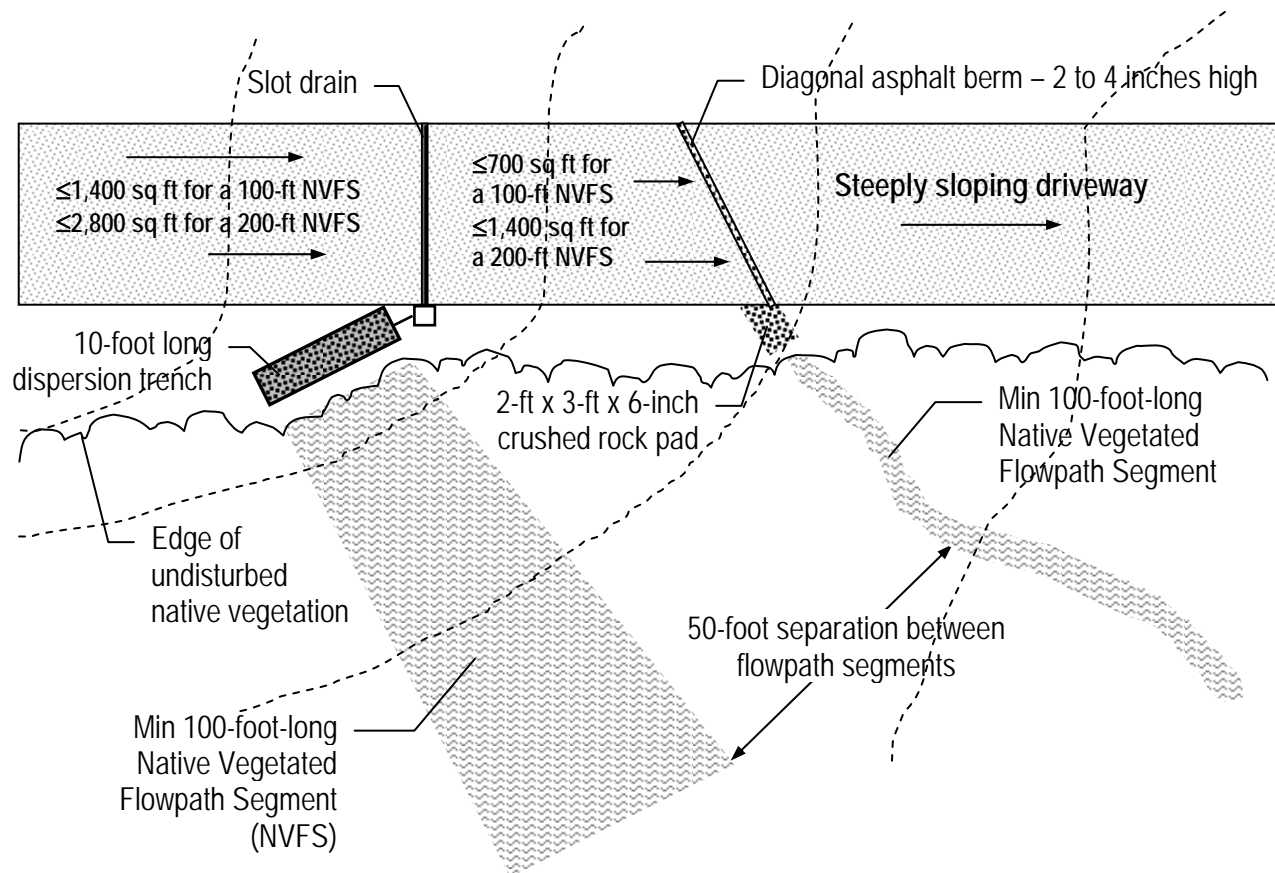 Slot drain
Diagonal asphalt berm – 2 to 4 inches high
≤1,400 sq ft for a 100-ft NVFS
≤2,800 sq ft for a 200-ft NVFS
≤700 sq ft for
a 100-ft NVFS
≤1,400 sq ft for
a 200-ft NVFS
Steeply sloping driveway
10-foot long
dispersion trench
2-ft x 3-ft x 6-inch
crushed rock pad
Min 100-foot-long
Native Vegetated
Flowpath Segment
Edge of
undisturbed
native vegetation
50-foot separation between
flowpath segments
Min 100-foot-long
Native Vegetated
Flowpath Segment
(NVFS)